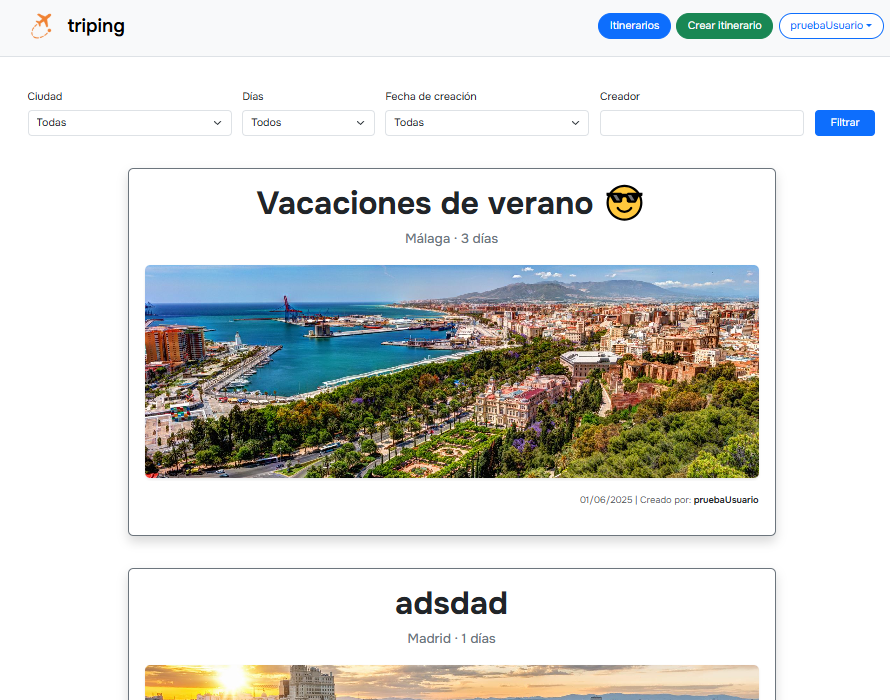 triping
Itinerarios
Crear itinerario
pruebaUsuario
Ciudad
Días
Fecha de creación
Creador
Todas
Todos
Todas
Filtrar
Vacaciones de verano 😎
Málaga · 3 días
01/06/2025 | Creado por: pruebaUsuario
adsdad
Madrid · 1 días